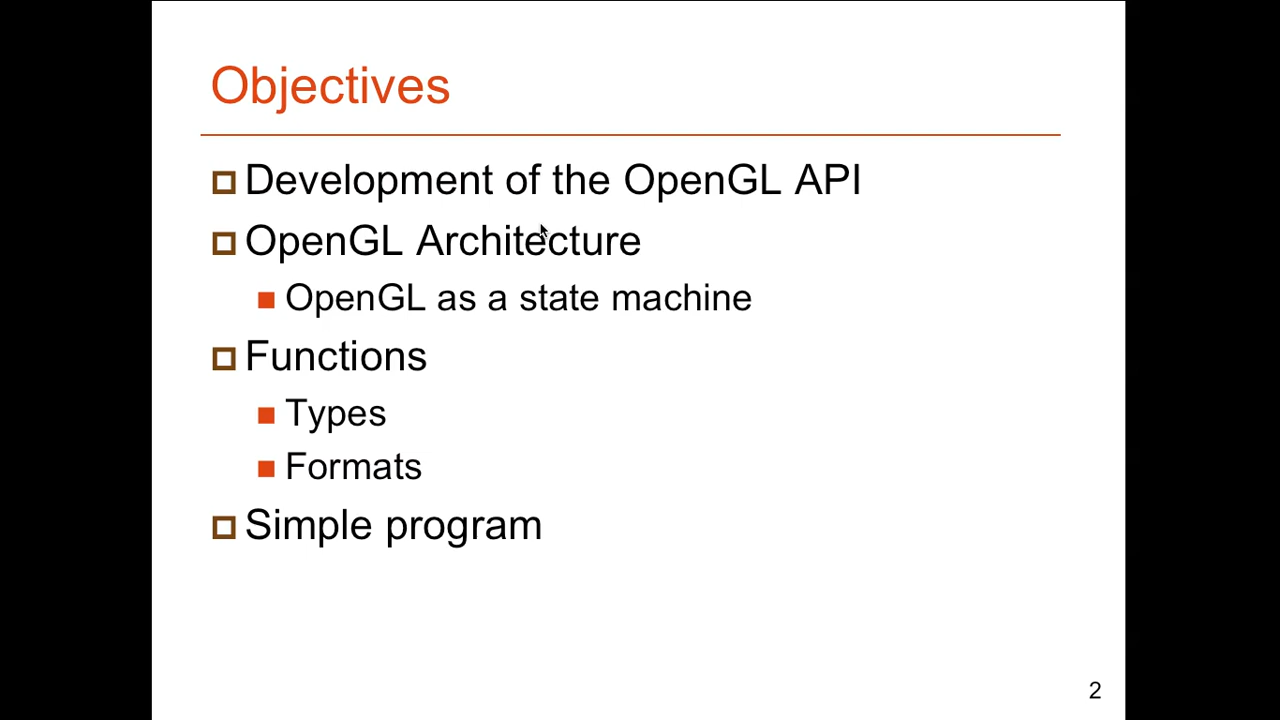 Objectives
Development of the OpenGL API
OpenGL Architecture
OpenGL as a state machine
Functions
Types
Formats
Simple program
2